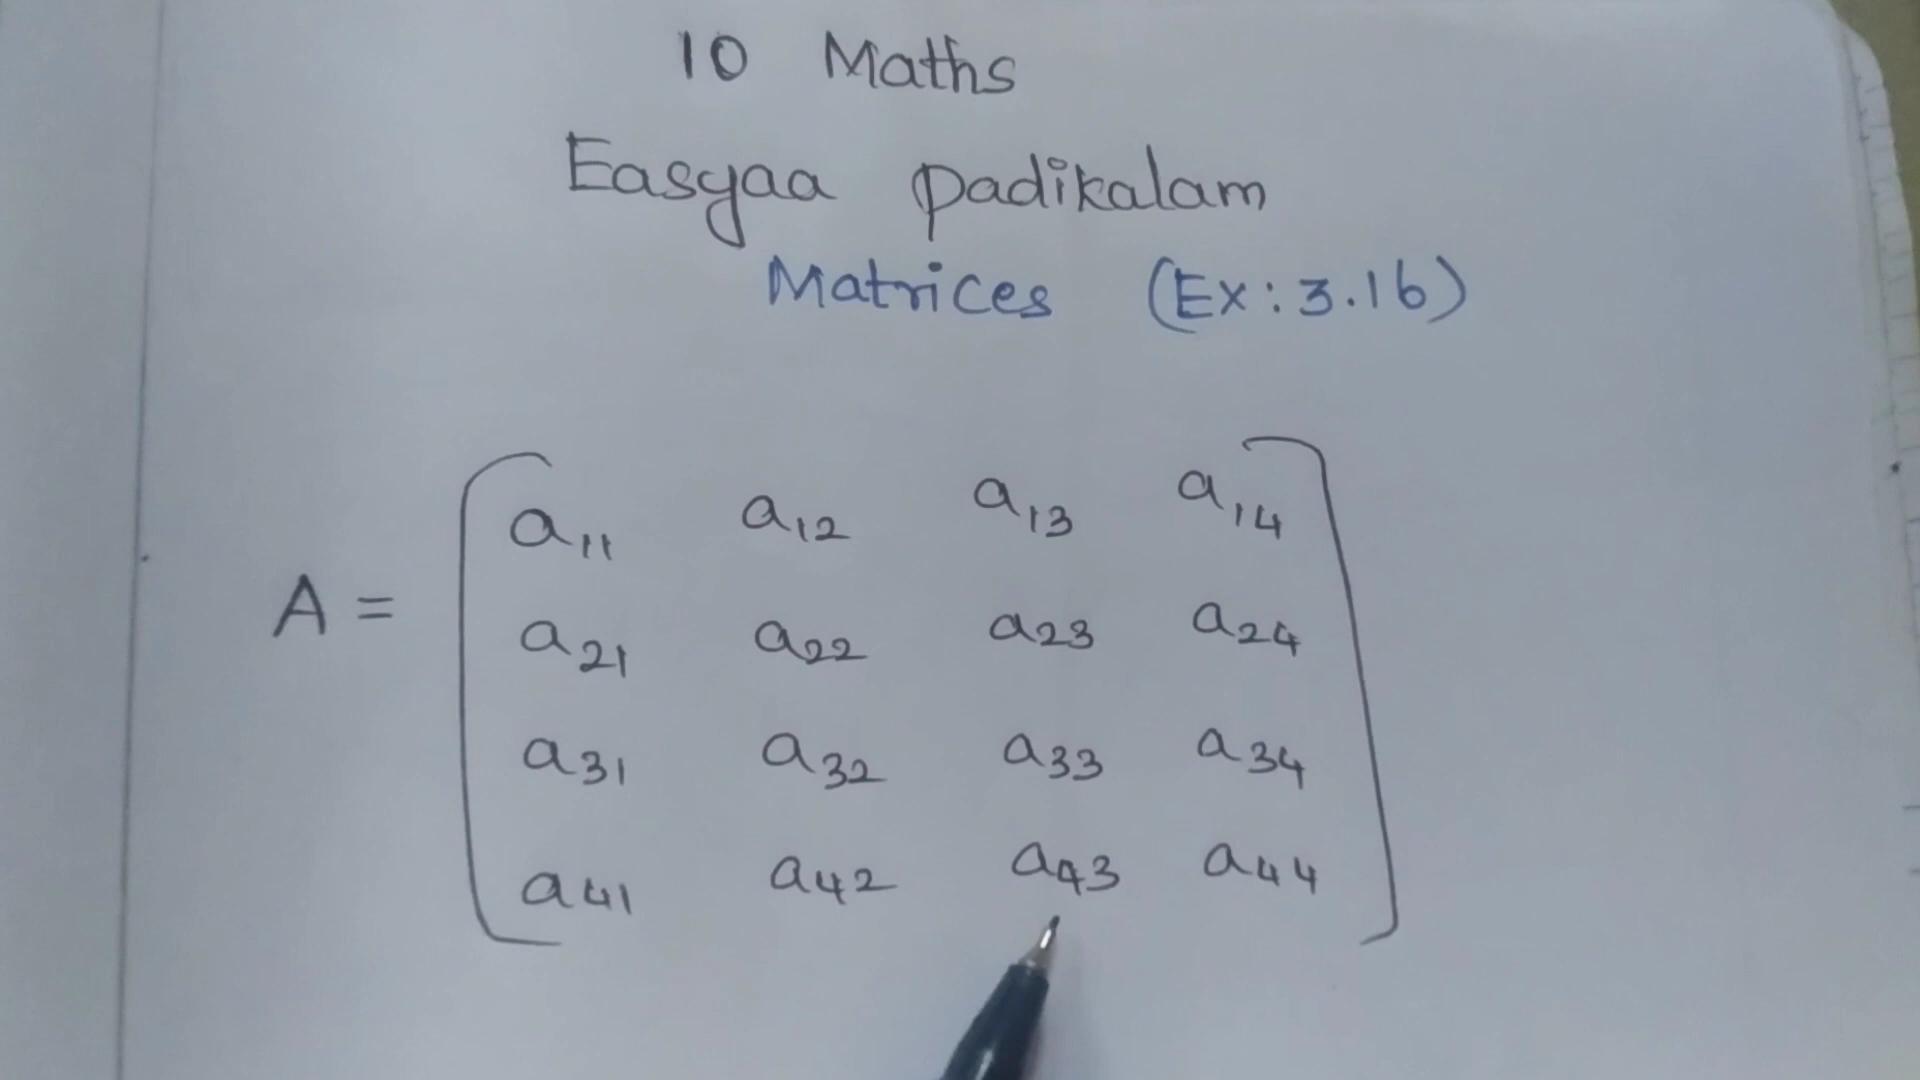 10 Maths
Easyaa padikalam
Matrices (Ex: 3.16)
a11 a12 a13 a14
A = a21 a22 a23 a24
a31 a32 a33 a34
a41 a42 a43 a44